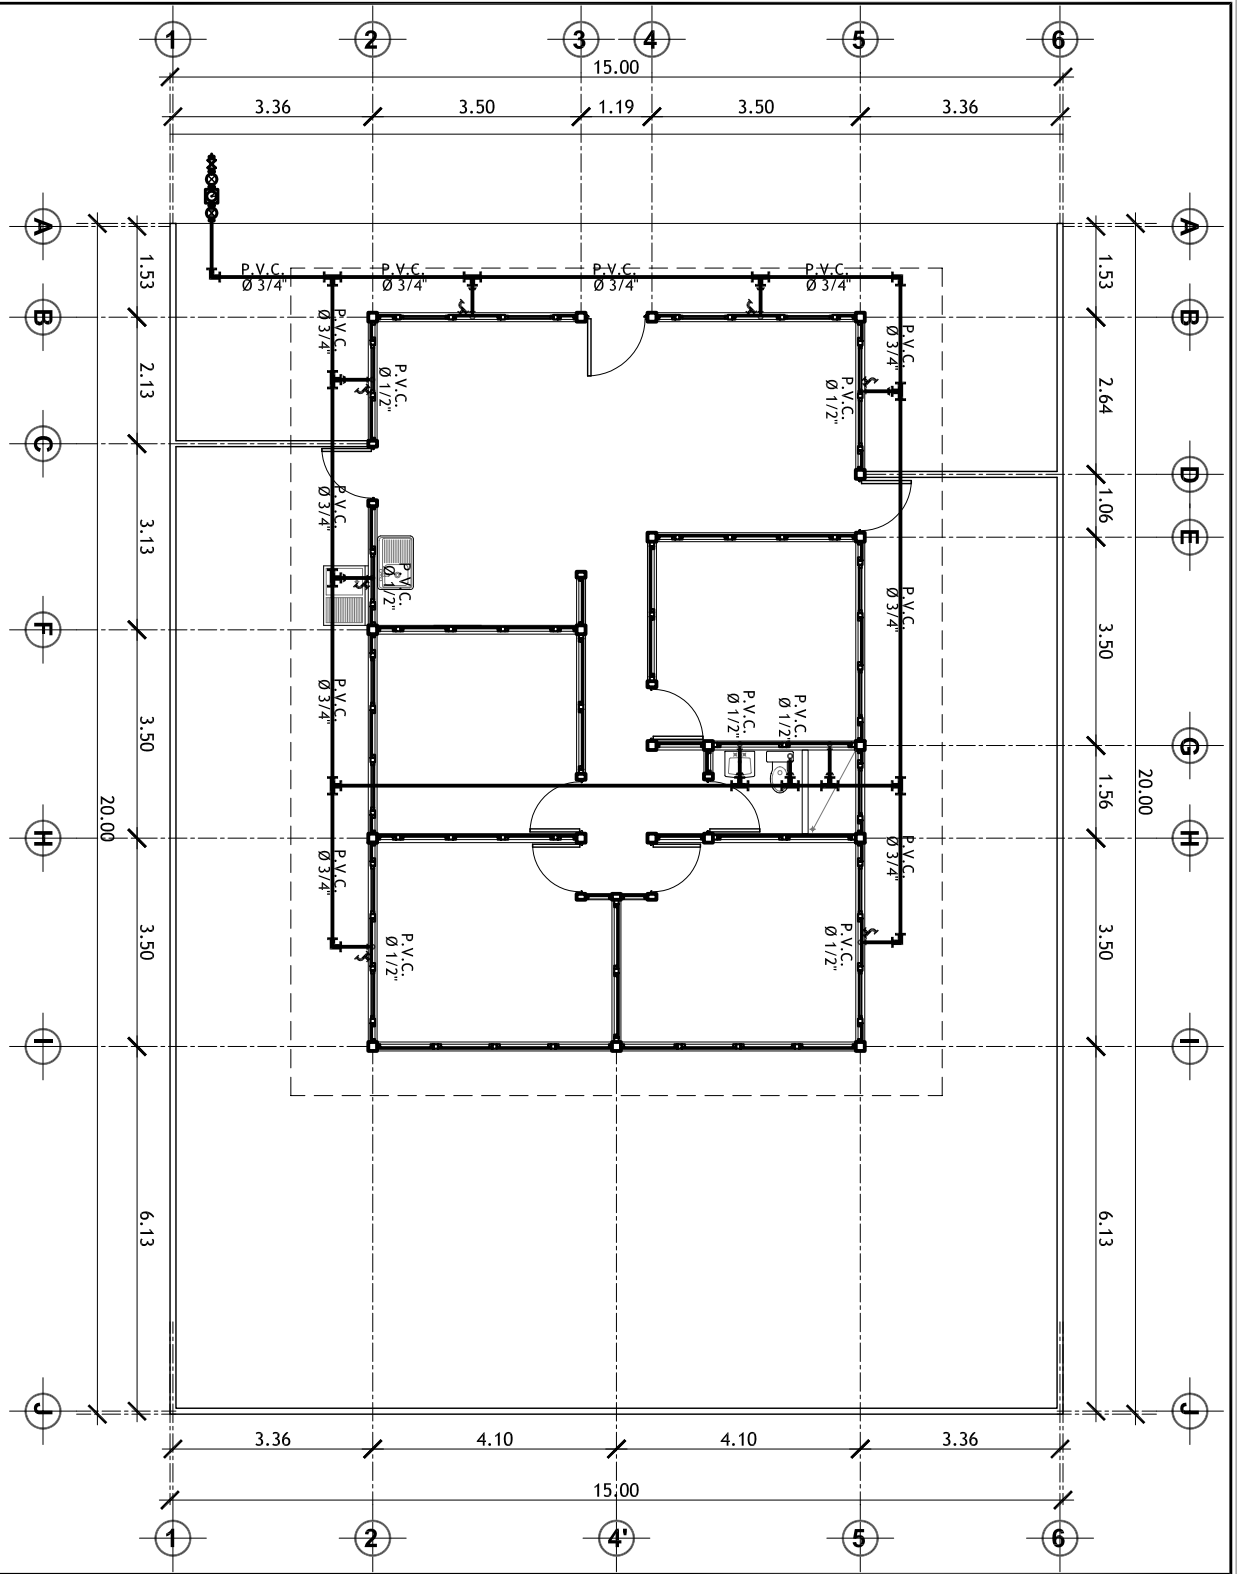 1 2 3 4 5 6
15.00
3.36 3.50 1.19 3.50 3.36
A A
1.53 1.53
P.V.C. P.V.C. P.V.C. P.V.C.
Ø 3/4" Ø 3/4" Ø 3/4" Ø 3/4"
B B
P.V.C.
Ø 3/4"
P.V.C.
Ø 3/4"
2.13 2.64
P.V.C.
Ø 1/2"
P.V.C.
Ø 1/2"
C D
1.06
P.V.C.
Ø 3/4"
3.13 E
P.V.C.
Ø 1/2"
P.V.C.
Ø 3/4"
F
3.50
P.V.C.
Ø 3/4"
P.V.C.
Ø 1/2"
P.V.C.
Ø 1/2"
3.50 G
20.00 1.56 20.00
H H
P.V.C.
Ø 3/4"
P.V.C.
Ø 3/4"
3.50 3.50
P.V.C.
Ø 1/2"
P.V.C.
Ø 1/2"
I I
6.13 6.13
J J
3.36 4.10 4.10 3.36
15.00
1 2 4' 5 6